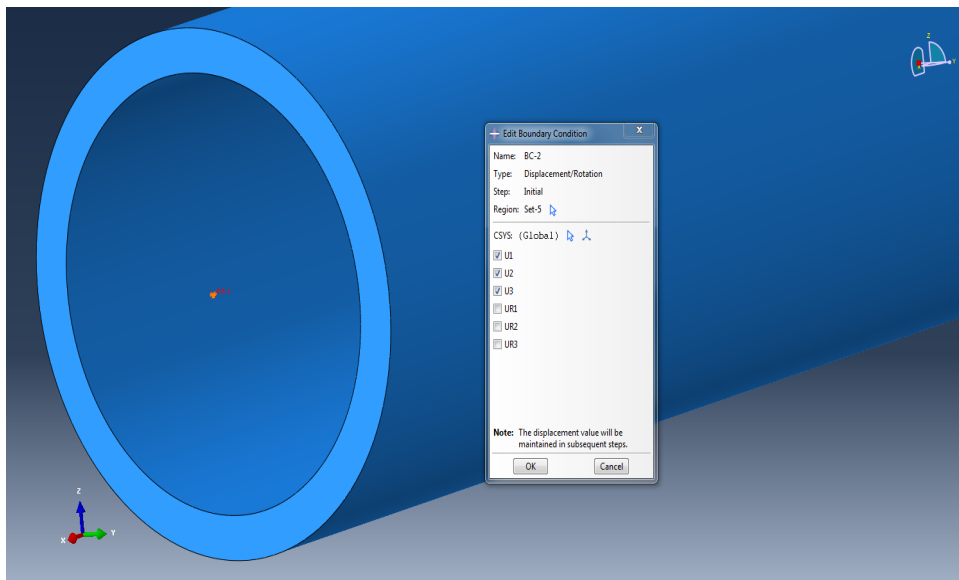 Z
Y
Edit Boundary Condition
X
Name: BC-2
Type: Displacement/Rotation
Step: Initial
Region: Set-5
CSYS: (Global)
U1
U2
U3
UR1
UR2
UR3
Note: The displacement value will be
maintained in subsequent steps.
OK Cancel
Z
X Y